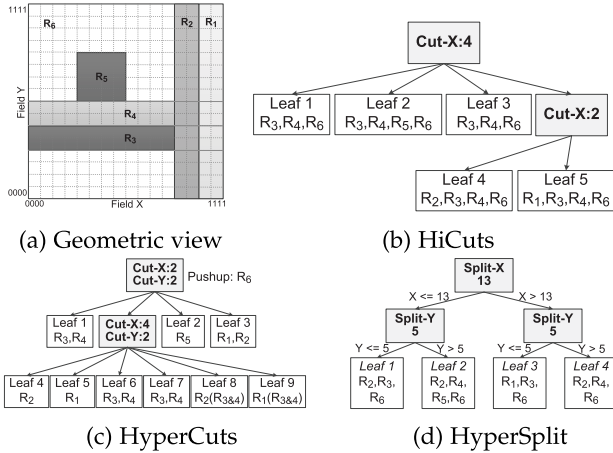 1111
R6
R2
R1
R5
R4
R3
Field Y
0000
0000
Field X
1111
(a) Geometric view
Cut-X:4
Leaf 1
R3,R4,R6
Leaf 2
R3,R4,R5,R6
Leaf 3
R3,R4,R6
Cut-X:2
Leaf 4
R2,R3,R4,R6
Leaf 5
R1,R3,R4,R6
(b) HiCuts
Cut-X:2
Cut-Y:2
Pushup: R6
Leaf 1
R3,R4
Cut-X:4
Cut-Y:2
Leaf 2
R5
Leaf 3
R1,R2
Leaf 4
R2
Leaf 5
R1
Leaf 6
R3,R4
Leaf 7
R3,R4
Leaf 8
R2(R3&4)
Leaf 9
R1(R3&4)
(c) HyperCuts
Split-X
13
X <= 13
X > 13
Split-Y
5
Split-Y
5
Y <= 5
Y > 5
Y <= 5
Y > 5
Leaf 1
R2,R3,
R6
Leaf 2
R2,R4,
R5,R6
Leaf 3
R1,R3,
R6
Leaf 4
R2,R4,
R6
(d) HyperSplit